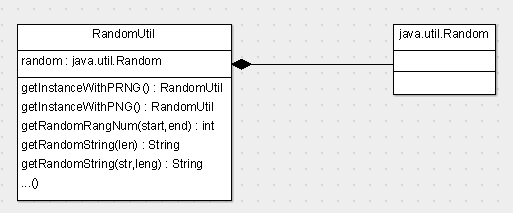 RandomUtil
random : java.util.Random
getInstanceWithPRNG() : RandomUtil
getInstanceWithPNG() : RandomUtil
getRandomRangNum(start,end) : int
getRandomString(len) : String
getRandomString(str,leng) : String
...()
java.util.Random